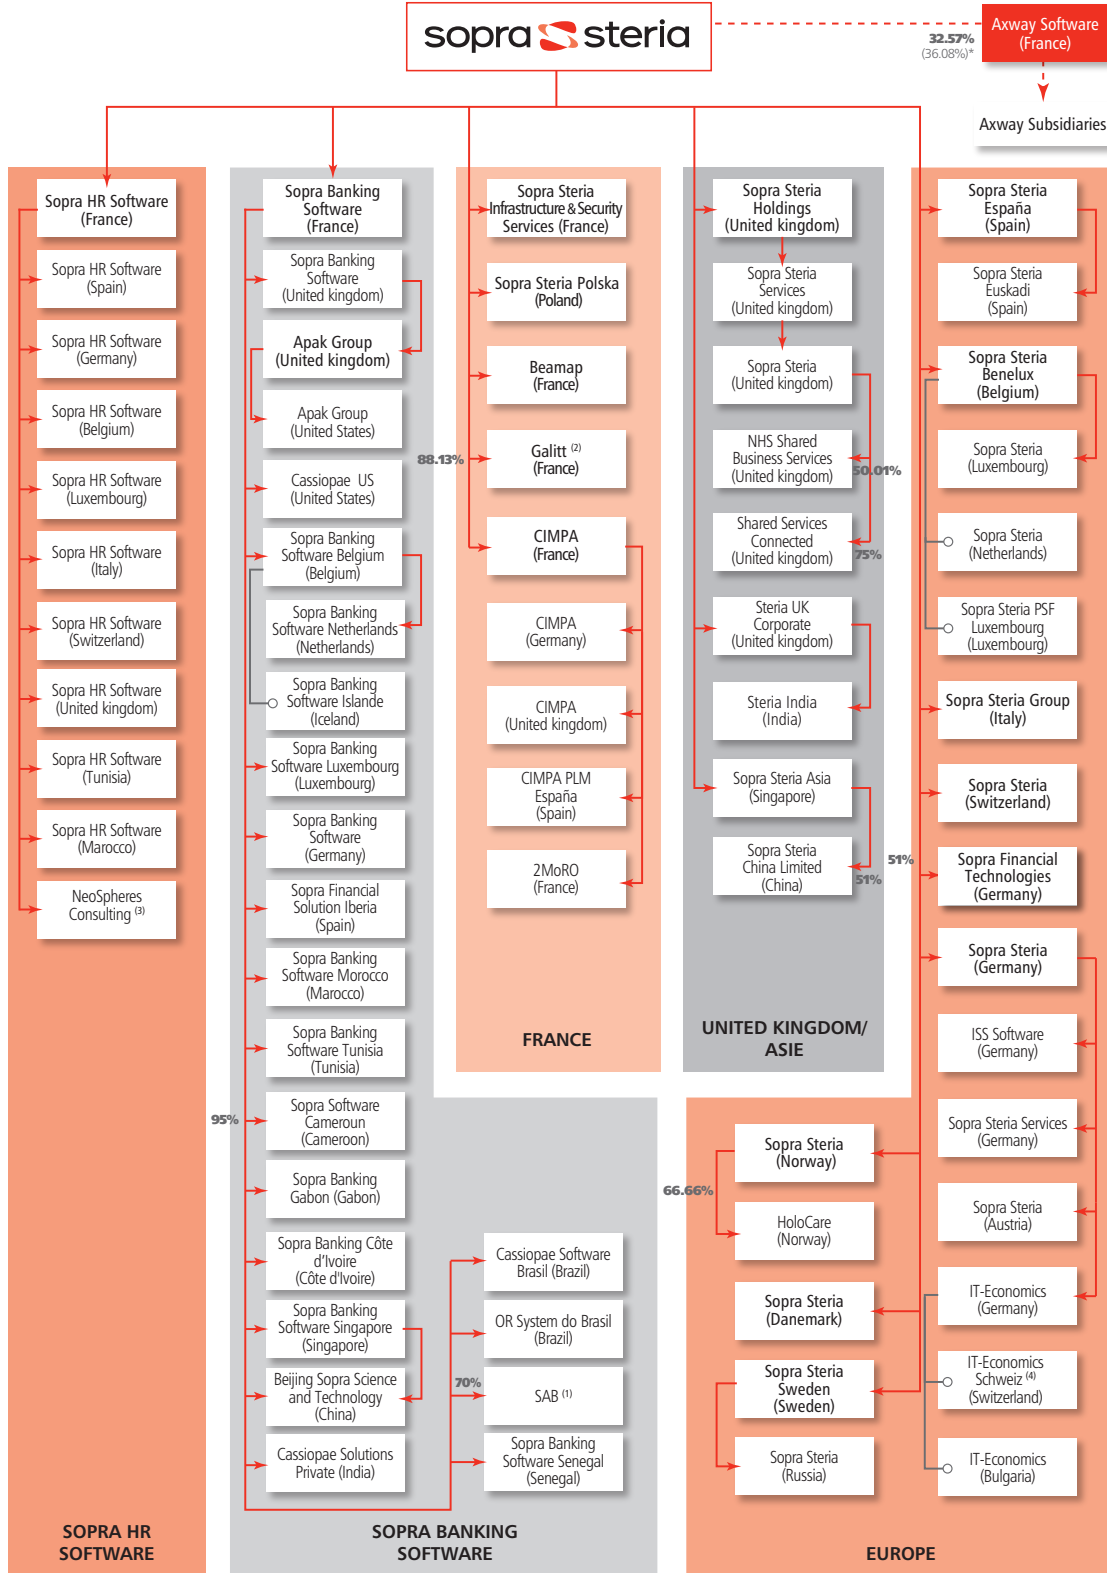 sopra steria
32.57%
(36.08%)*
Axway Software
(France)
Axway Subsidiaries
Sopra HR Software
(France)
Sopra HR Software
(Spain)
Sopra HR Software
(Germany)
Sopra HR Software
(Belgium)
Sopra HR Software
(Luxembourg)
Sopra HR Software
(Italy)
Sopra HR Software
(Switzerland)
Sopra HR Software
(United kingdom)
Sopra HR Software
(Tunisia)
Sopra HR Software
(Marocco)
NeoSpheres
Consulting (3)
SOPRA HR
SOFTWARE
Sopra Banking
Software
(France)
Sopra Banking
Software
(United kingdom)
Apak Group
(United kingdom)
Apak Group
(United States)
Cassiopae US
(United States)
Sopra Banking
Software Belgium
(Belgium)
Sopra Banking
Software Netherlands
(Netherlands)
Sopra Banking
Software Islande
(Iceland)
Sopra Banking
Software Luxembourg
(Luxembourg)
Sopra Banking
Software
(Germany)
Sopra Financial
Solution Iberia
(Spain)
Sopra Banking
Software Morocco
(Marocco)
Sopra Banking
Software Tunisia
(Tunisia)
95%
Sopra Software
Cameroun
(Cameroon)
Sopra Banking
Gabon (Gabon)
Sopra Banking Côte
d’Ivoire
(Côte d'Ivoire)
Sopra Banking
Software Singapore
(Singapore)
Beijing Sopra Science
and Technology
(China)
Cassiopae Solutions
Private (India)
Cassiopae Software
Brasil (Brazil)
OR System do Brasil
(Brazil)
70%
SAB (1)
Sopra Banking
Software Senegal
(Senegal)
SOPRA BANKING
SOFTWARE
Sopra Steria
Infrastructure & Security
Services (France)
Sopra Steria Polska
(Poland)
Beamap
(France)
88.13%
Galitt (2)
(France)
CIMPA
(France)
CIMPA
(Germany)
CIMPA
(United kingdom)
CIMPA PLM
España
(Spain)
2MoRO
(France)
FRANCE
Sopra Steria
Holdings
(United kingdom)
Sopra Steria
Services
(United kingdom)
Sopra Steria
(United kingdom)
NHS Shared
Business Services
(United kingdom)
50.01%
Shared Services
Connected
(United kingdom)
75%
Steria UK
Corporate
(United kingdom)
Steria India
(India)
Sopra Steria Asia
(Singapore)
Sopra Steria
China Limited
(China)
51%
UNITED KINGDOM/
ASIE
Sopra Steria
España
(Spain)
Sopra Steria
Euskadi
(Spain)
Sopra Steria
Benelux
(Belgium)
Sopra Steria
(Luxembourg)
Sopra Steria
(Netherlands)
Sopra Steria PSF
Luxembourg
(Luxembourg)
Sopra Steria Group
(Italy)
Sopra Steria
(Switzerland)
51%
Sopra Financial
Technologies
(Germany)
Sopra Steria
(Germany)
ISS Software
(Germany)
Sopra Steria Services
(Germany)
Sopra Steria
(Austria)
IT-Economics
(Germany)
IT-Economics
Schweiz (4)
(Switzerland)
IT-Economics
(Bulgaria)
Sopra Steria
(Norway)
66.66%
HoloCare
(Norway)
Sopra Steria
(Danemark)
Sopra Steria
Sweden
(Sweden)
Sopra Steria
(Russia)
EUROPE